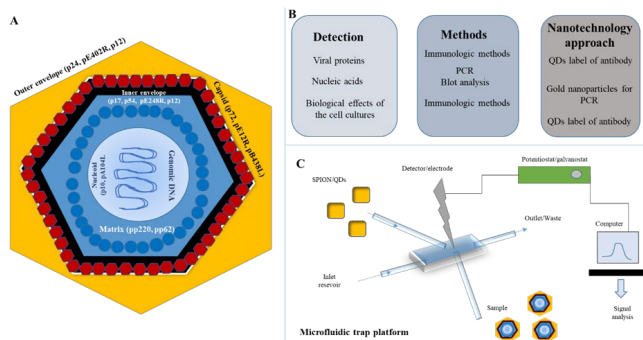 A
Outer envelope (p24, pE402R, p12)
Capsid (p72, pE12R, pB438L)
Inner envelope
(p17, p54, pE248R, p12)
Nucleoid
(p10, pA104L)
Genomic DNA
Matrix (pp220, pp62)
B
Detection
Viral proteins
Nucleic acids
Biological effects of
the cell cultures
Methods
Immunologic methods
PCR
Blot analysis
Immunologic methods
Nanotechnology
approach
QDs label of antibody
Gold nanoparticles for
PCR
QDs label of antibody
C
SPION/QDs
Detector/electrode
Potentiostat/galvanostat
Outlet/Waste
Computer
Inlet
resevoir
Sample
Signal
analysis
Microfluidic trap platform